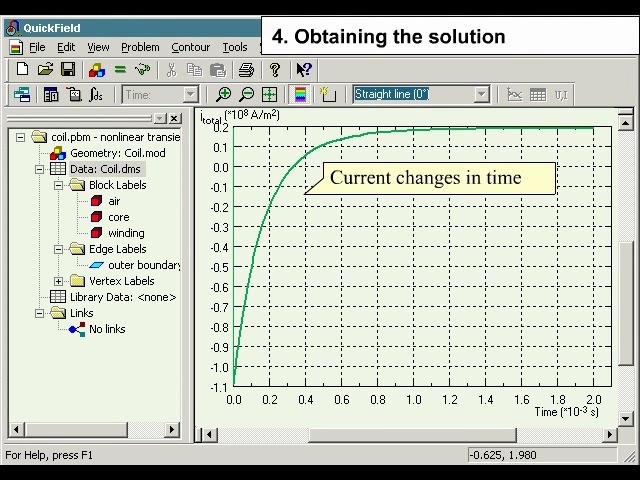 QuickField
4. Obtaining the solution
File Edit View Problem Contour Tools
Time:
Straight line (0°)
coil.pbm - nonlinear transie
Geometry: Coil.mod
Data: Coil.dms
Block Labels
air
core
winding
Edge Labels
outer boundary
Vertex Labels
Library Data: <none>
Links
No links
i total (*10⁸ A/m²)
0.2
0.1
0.0
-0.1
-0.2
-0.3
-0.4
-0.5
-0.6
-0.7
-0.8
-0.9
-1.0
-1.1
Current changes in time
0.0 0.2 0.4 0.6 0.8 1.0 1.2 1.4 1.6 1.8 2.0
Time (*10⁻³ s)
For Help, press F1
-0.625, 1.980